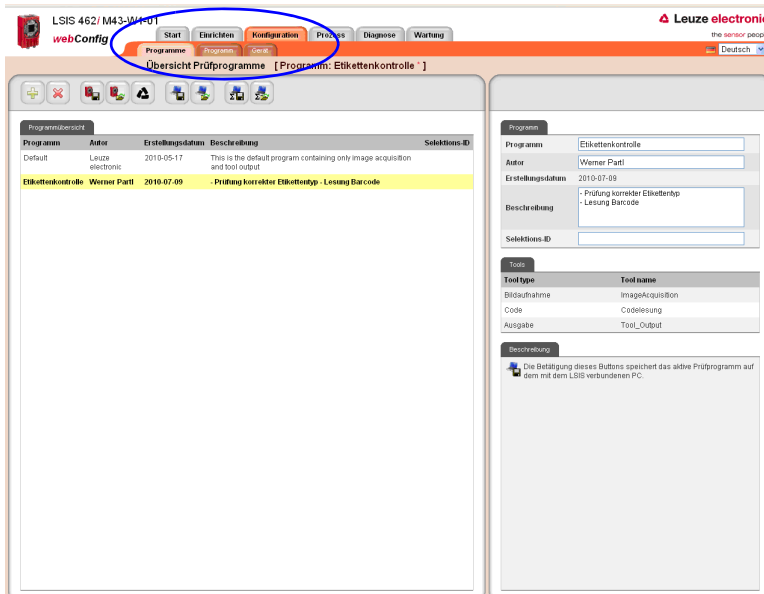 LSIS 462i M43-W1-01
Leuze electronic
webConfig
the sensor peop
Start Einrichten Konfiguration Prozess Diagnose Wartung
Programme Programm Gerät
Deutsch
Übersicht Prüfprogramme [ Programm: Etikettenkontrolle * ]
Programmübersicht
Programm Autor Erstellungsdatum Beschreibung Selektions-ID
Default Leuze electronic 2010-05-17 This is the default program containing only image acquisition
and tool output
Etikettenkontrolle Werner Partl 2010-07-09 - Prüfung korrekter Etikettentyp - Lesung Barcode
Programm
Programm Etikettenkontrolle
Autor Werner Partl
Erstellungsdatum 2010-07-09
Beschreibung - Prüfung korrekter Etikettentyp
- Lesung Barcode
Selektions-ID
Tools
Tool type Tool name
Bildaufnahme ImageAcquisition
Code Codelesung
Ausgabe Tool_Output
Beschreibung
Die Betätigung dieses Buttons speichert das aktive Prüfprogramm auf
dem mit dem LSIS verbundenen PC.